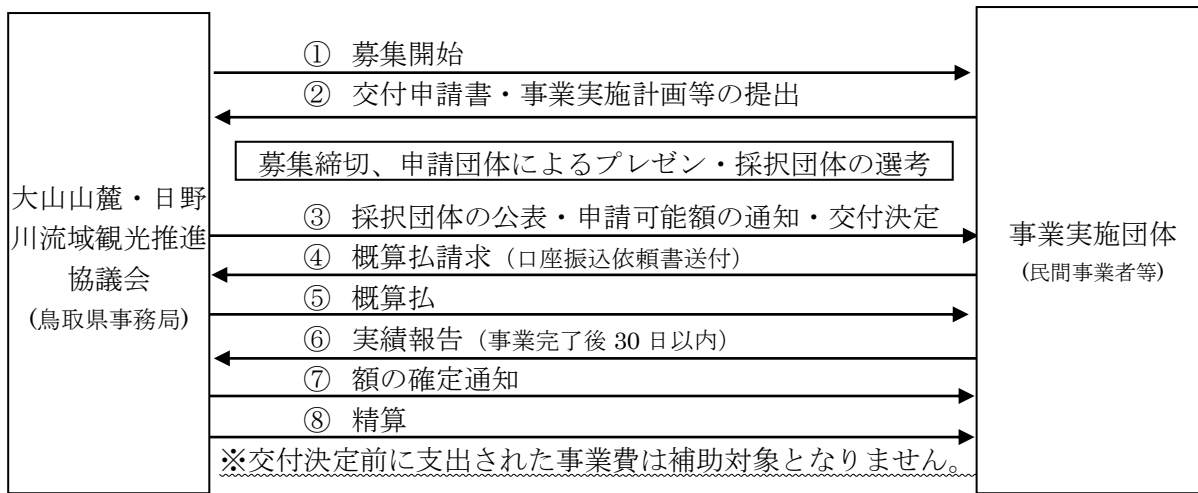 ① 募集開始
② 交付申請書・事業実施計画等の提出
募集締切、申請団体によるプレゼン・採択団体の選考
大山山麓・日野
川流域観光推進
協議会
(鳥取県事務局)
③ 採択団体の公表・申請可能額の通知・交付決定
④ 概算払請求（口座振込依頼書送付）
⑤ 概算払
⑥ 実績報告（事業完了後 30 日以内）
⑦ 額の確定通知
⑧ 精算
※交付決定前に支出された事業費は補助対象となりません。
事業実施団体
(民間事業者等)